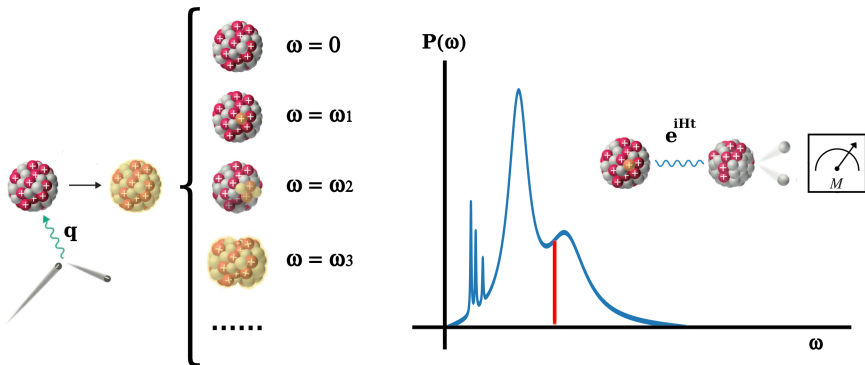 q
ω = 0
ω = ω1
ω = ω2
ω = ω3
......
P(ω)
e^iHt
M
ω